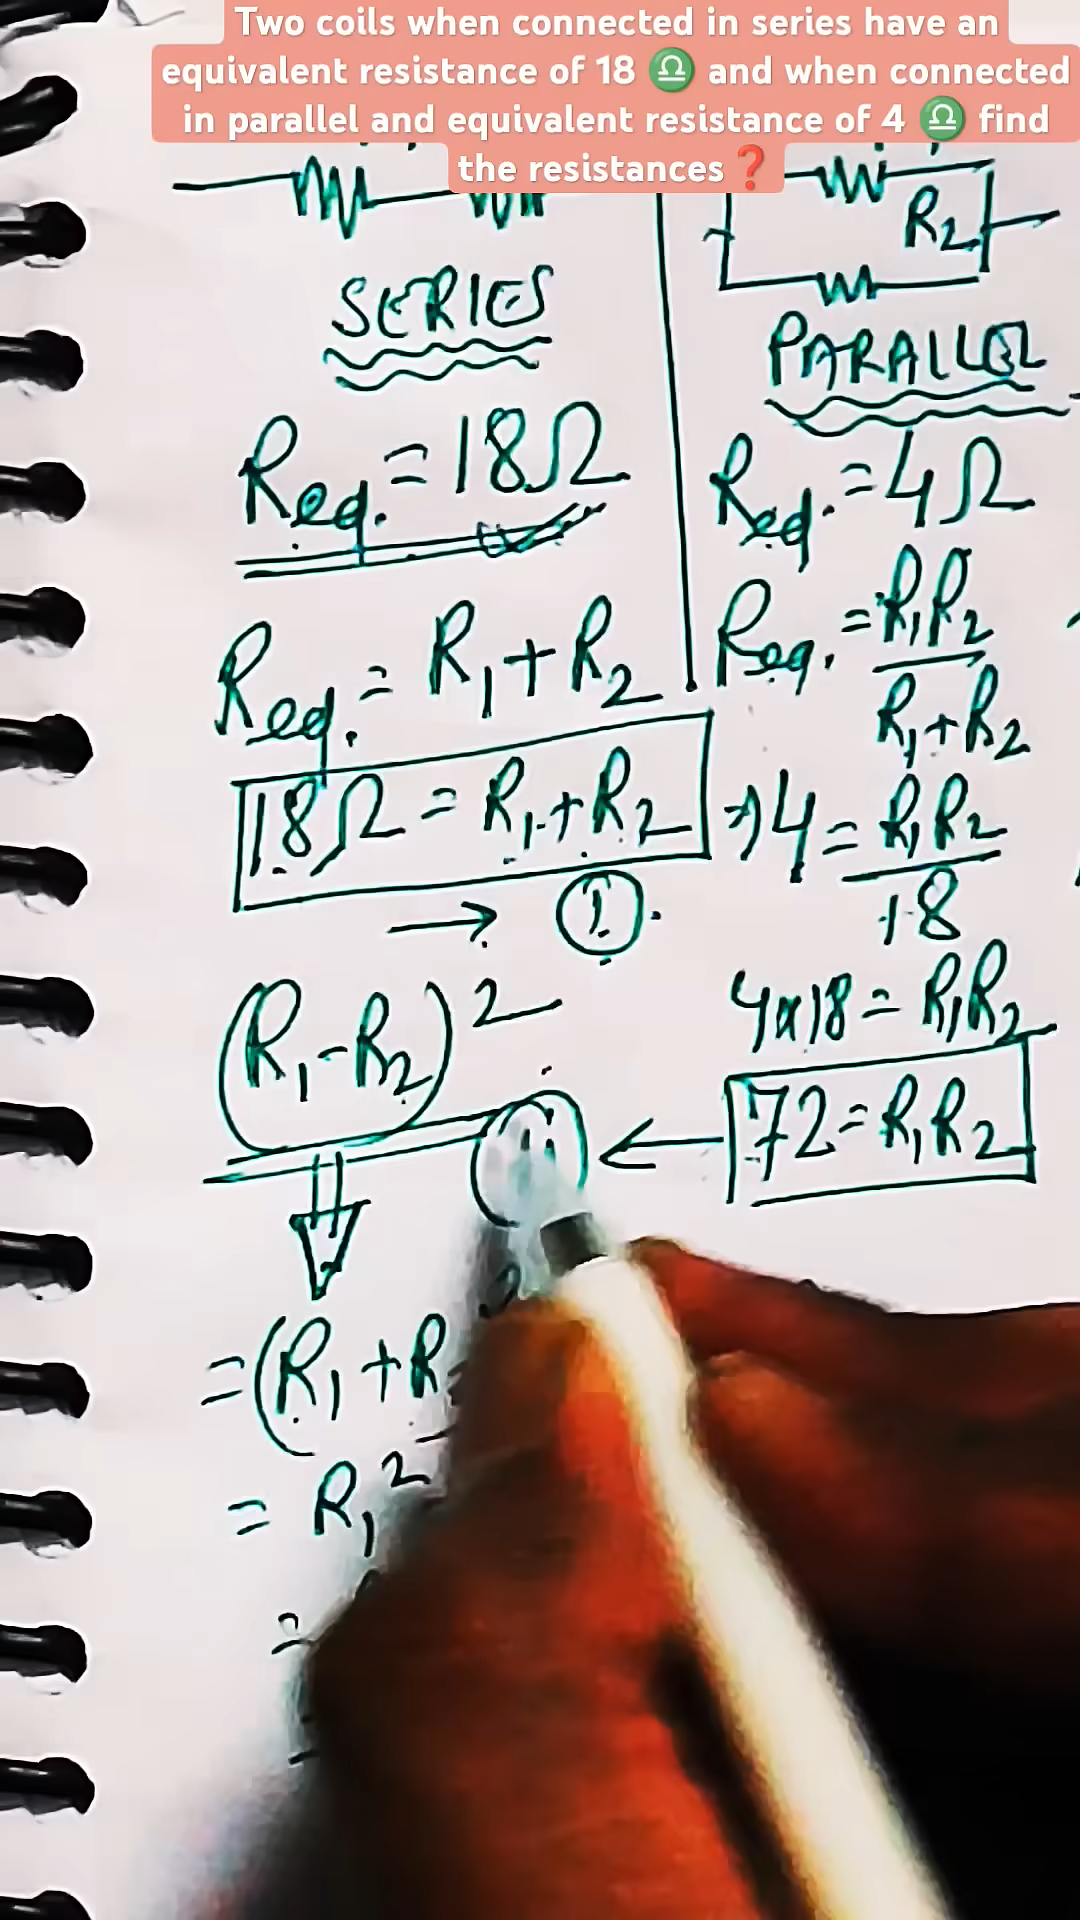 Two coils when connected in series have an
equivalent resistance of 18 ♎ and when connected
in parallel and equivalent resistance of 4 ♎ find
the resistances❓
R2
SERIES
PARALLEL
Req. = 18Ω
Req. = 4Ω
Req. = R1 + R2
Req. = R1R2 / R1+R2
18Ω = R1 + R2
→ (1).
⇒ 4 = R1R2 / 18
4x18 = R1R2
72 = R1R2
←
(R1 - R2)²
= (R1 + R
= R1²
=